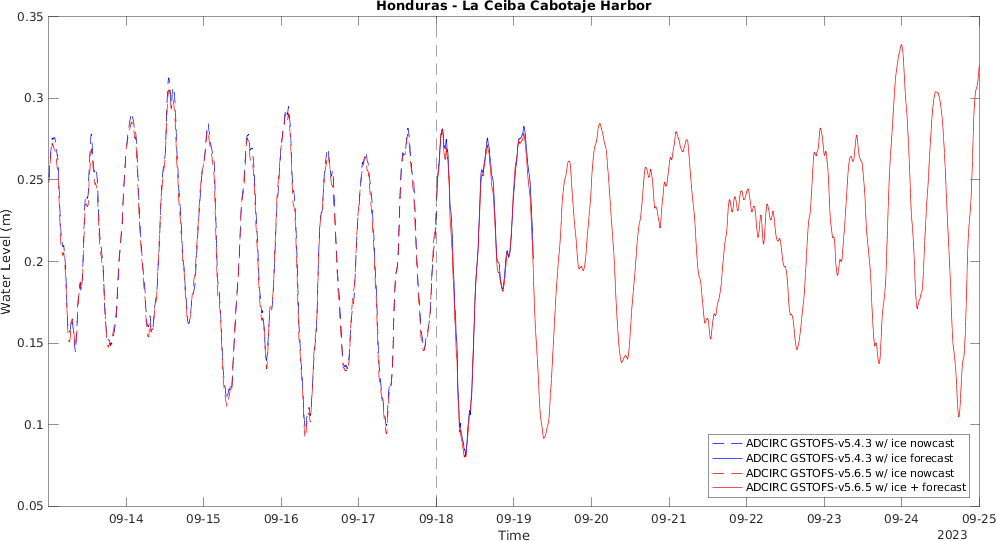 Honduras - La Ceiba Cabotaje Harbor
0.35
0.3
0.25
0.2
0.15
0.1
0.05
Water Level (m)
09-14 09-15 09-16 09-17 09-18 09-19 09-20 09-21 09-22 09-23 09-24 09-25
Time
2023
ADCIRC GSTOFS-v5.4.3 w/ ice nowcast
ADCIRC GSTOFS-v5.4.3 w/ ice forecast
ADCIRC GSTOFS-v5.6.5 w/ ice nowcast
ADCIRC GSTOFS-v5.6.5 w/ ice + forecast